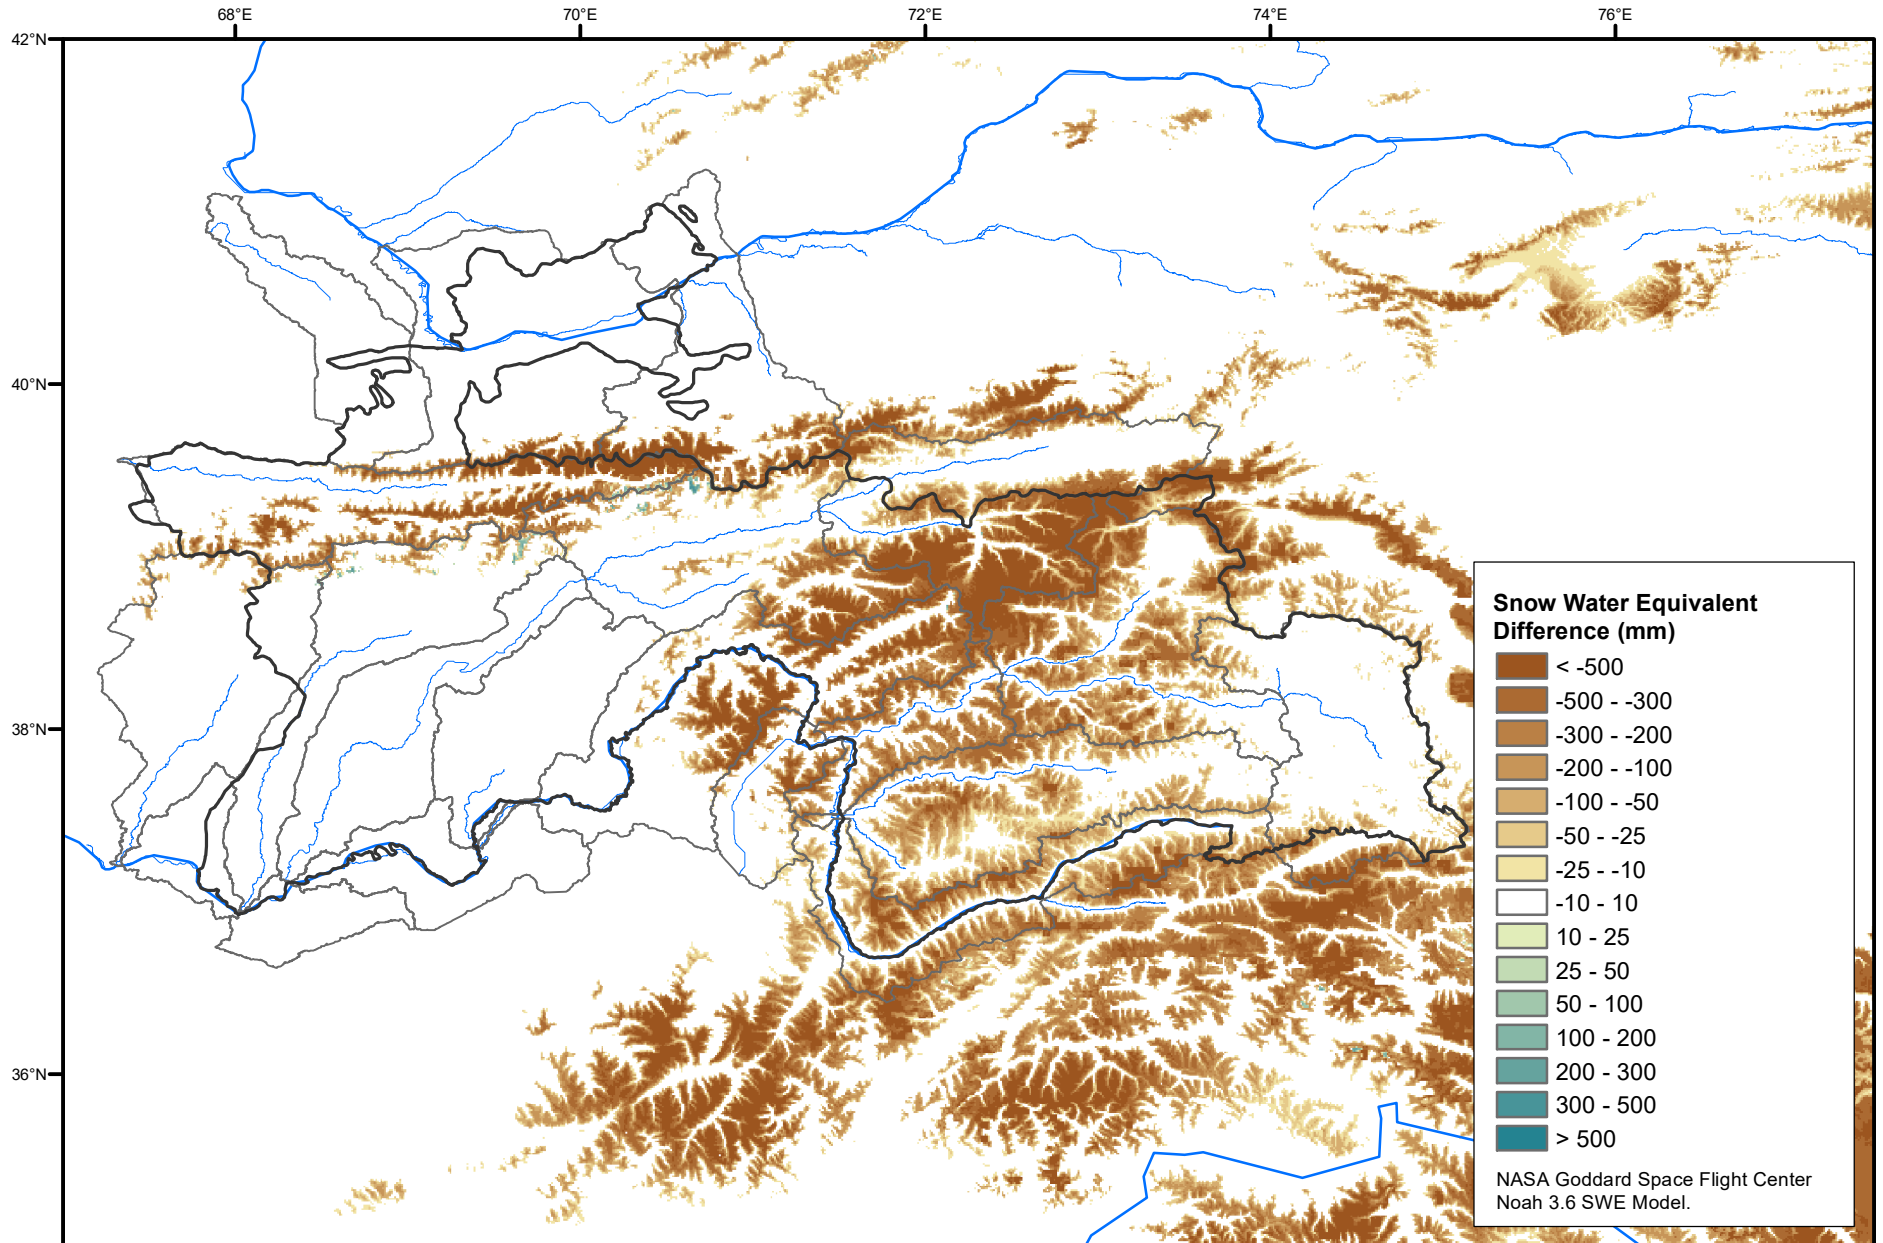 68°E 70°E 72°E 74°E 76°E
42°N
40°N
38°N
36°N
Snow Water Equivalent
Difference (mm)
< -500
-500 - -300
-300 - -200
-200 - -100
-100 - -50
-50 - -25
-25 - -10
-10 - 10
10 - 25
25 - 50
50 - 100
100 - 200
200 - 300
300 - 500
> 500
NASA Goddard Space Flight Center
Noah 3.6 SWE Model.